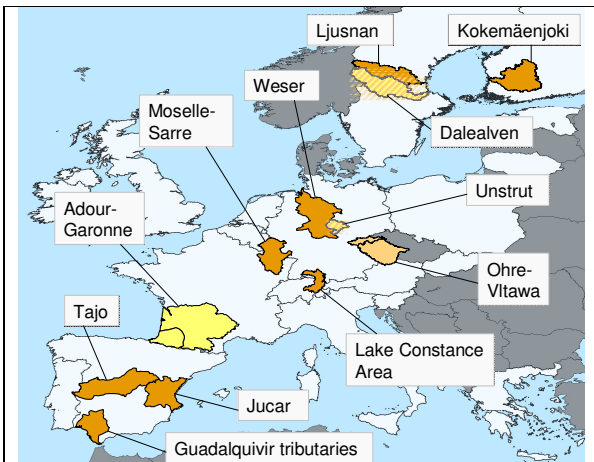 Ljusnan
Kokemäenjoki
Weser
Moselle-
Sarre
Dalealven
Unstrut
Adour-
Garonne
Ohre-
Vltawa
Tajo
Lake Constance
Area
Jucar
Guadalquivir tributaries